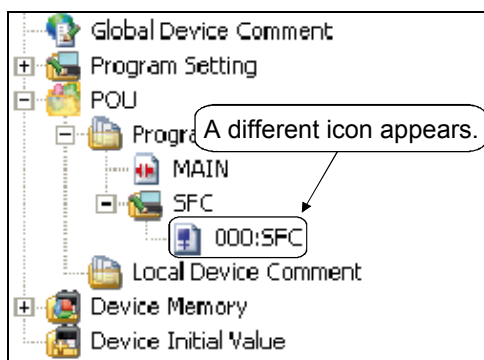 Global Device Comment
Program Setting
POU
Progra
A different icon appears.
MAIN
SFC
000:SFC
Local Device Comment
Device Memory
Device Initial Value